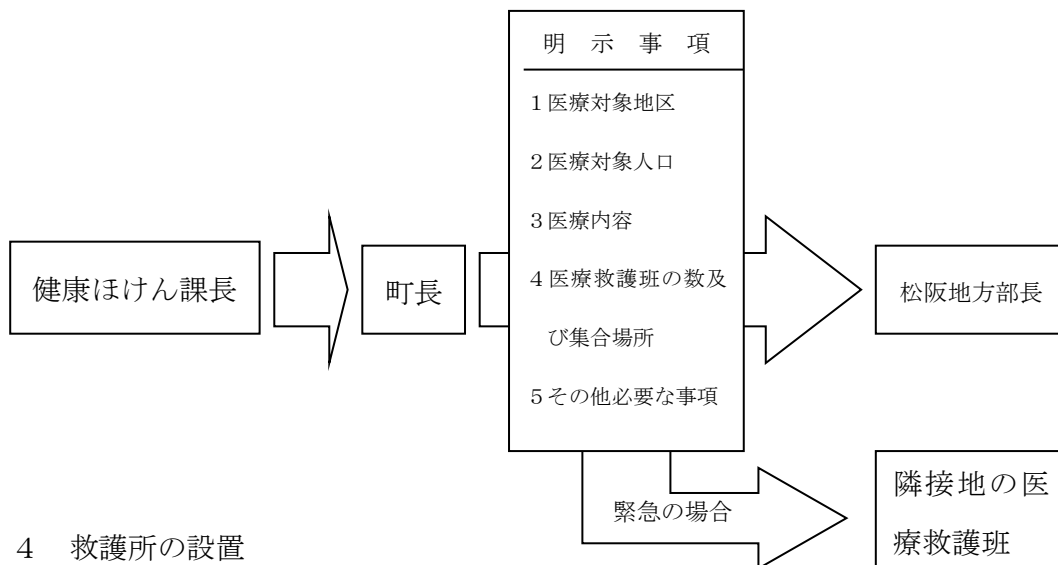 明示事項
1医療対象地区
2医療対象人口
3医療内容
4医療救護班の数及
び集合場所
5その他必要な事項
健康ほけん課長
町長
松阪地方部長
緊急の場合
隣接地の医
療救護班
4 救護所の設置